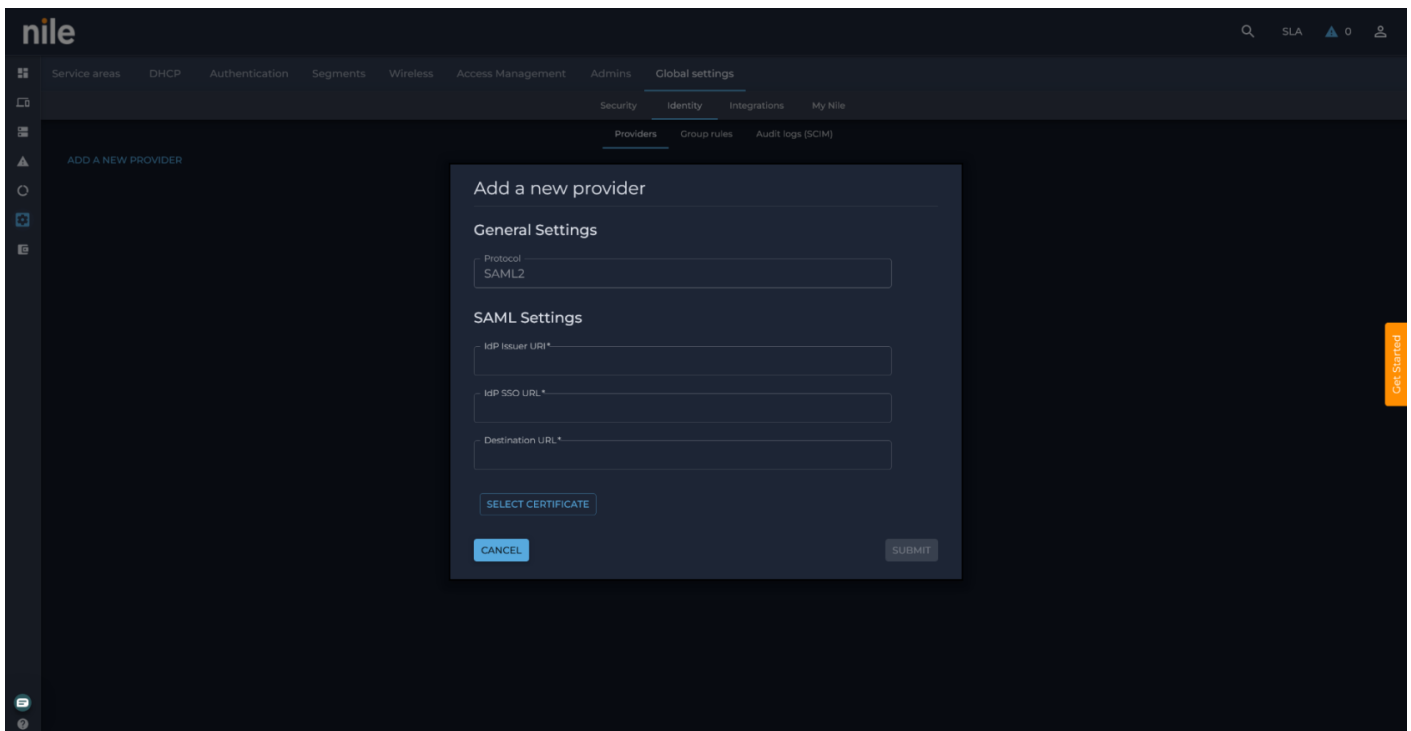 nile
SLA 0
Service areas DHCP Authentication Segments Wireless Access Management Admins Global settings
Security Identity Integrations My Nile
Providers Group rules Audit logs (SCIM)
ADD A NEW PROVIDER
Add a new provider
General Settings
Protocol
SAML2
SAML Settings
IdP Issuer URI*
IdP SSO URL*
Destination URL*
SELECT CERTIFICATE
CANCEL SUBMIT
Get Started